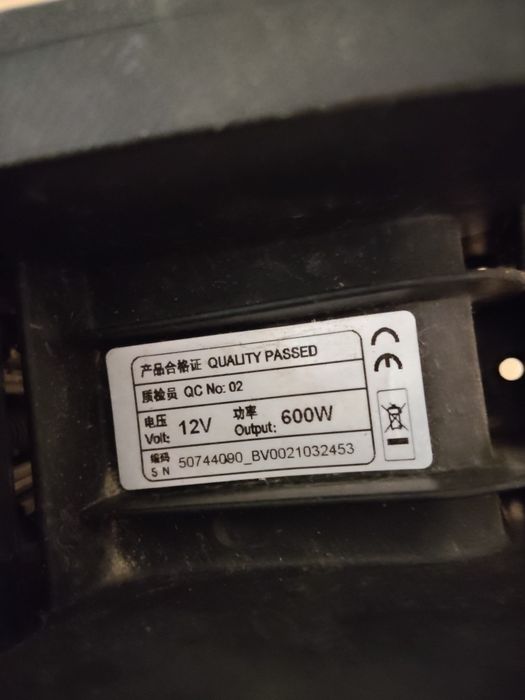 产品合格证 QUALITY PASSED
质检员 QC No: 02
电压 Volt: 12V 功率 Output: 600W
编码 S N 50744090_BV0021032453
CE